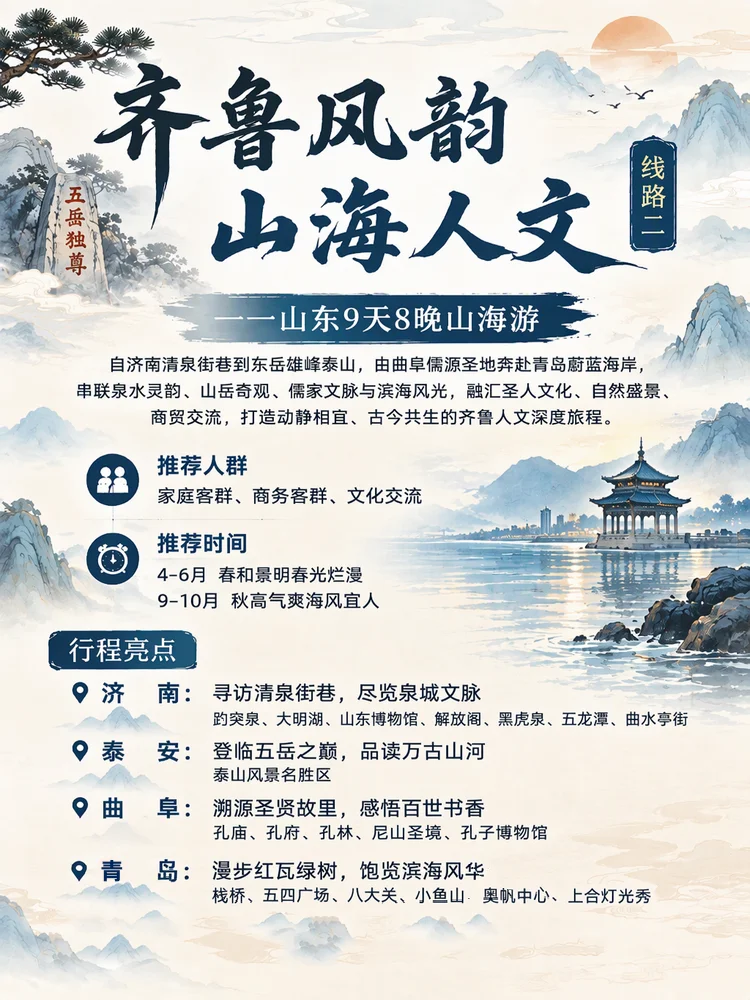 齐鲁风韵
山海人文
线路二
五岳独尊
——山东9天8晚山海游
自济南清泉街巷到东岳雄峰泰山，由曲阜儒源圣地奔赴青岛蔚蓝海岸，
串联泉水灵韵、山岳奇观、儒家文脉与滨海风光，融汇圣人文化、自然盛景、
商贸交流，打造动静相宜、古今共生的齐鲁人文深度旅程。
推荐人群
家庭客群、商务客群、文化交流
推荐时间
4-6月 春和景明春光烂漫
9-10月 秋高气爽海风宜人
行程亮点
济 南：寻访清泉街巷，尽览泉城文脉
趵突泉、大明湖、山东博物馆、解放阁、黑虎泉、五龙潭、曲水亭街
泰 安：登临五岳之巅，品读万古山河
泰山风景名胜区
曲 阜：溯源圣贤故里，感悟百世书香
孔庙、孔府、孔林、尼山圣境、孔子博物馆
青 岛：漫步红瓦绿树，饱览滨海风华
栈桥、五四广场、八大关、小鱼山 奥帆中心、上合灯光秀